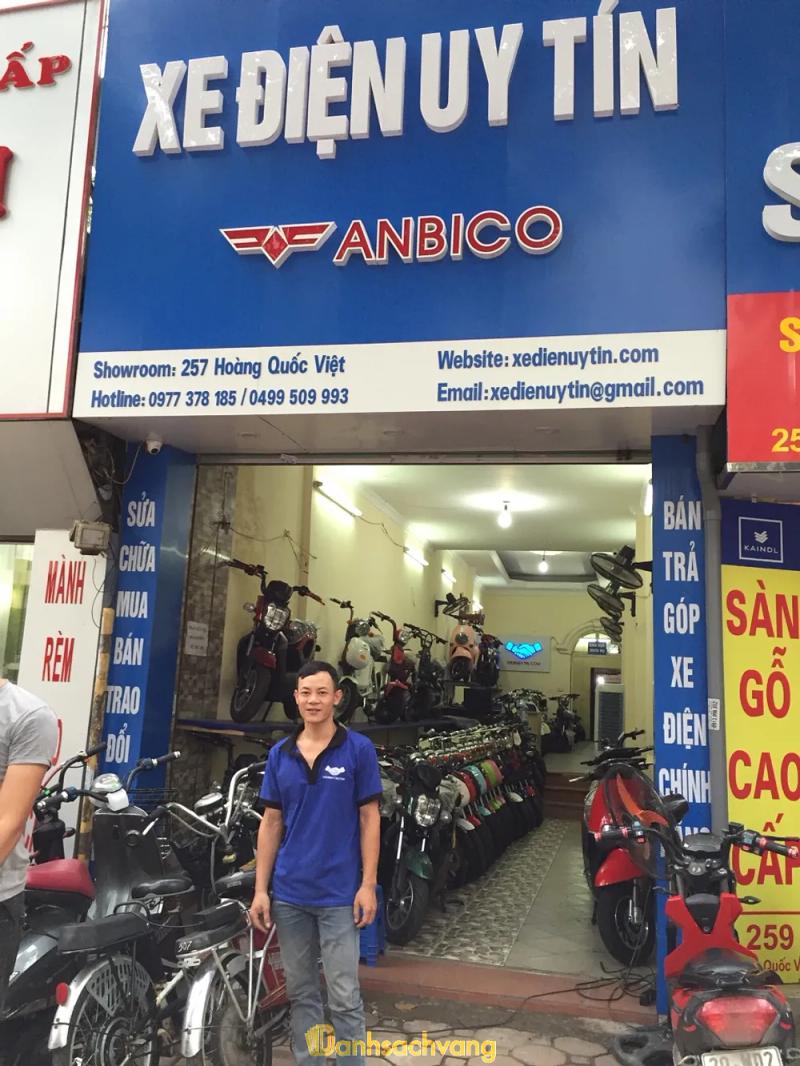 ẤP
XE ĐIỆN UY TÍN
ANBICO
Showroom: 257 Hoàng Quốc Việt
Hotline: 0977 378 185 / 0499 509 993
Website: xedienuytin.com
Email: xedienuytin@gmail.com
S
25
SỬA
CHỮA
MUA
BÁN
TRAO
ĐỔI
BÁN
TRẢ
GÓP
XE
ĐIỆN
CHÍNH
MÀNH
RÈM
KAINDL
SÀN
GỖ
CAO
CẤP
259
Quốc V
Danhsachvang